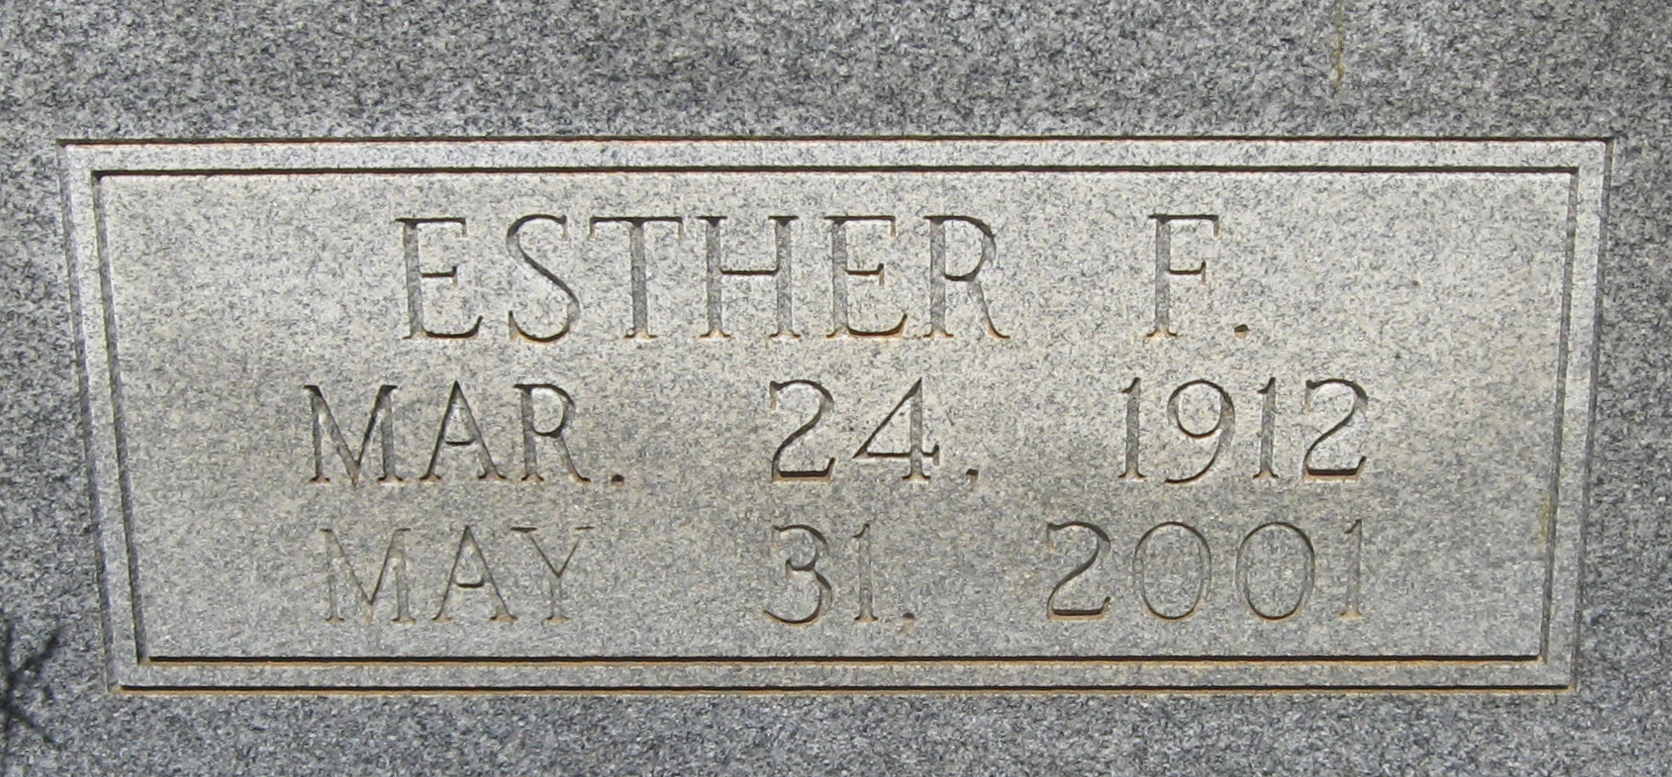 ESTHER F.
MAR. 24, 1912
MAY 31, 2001